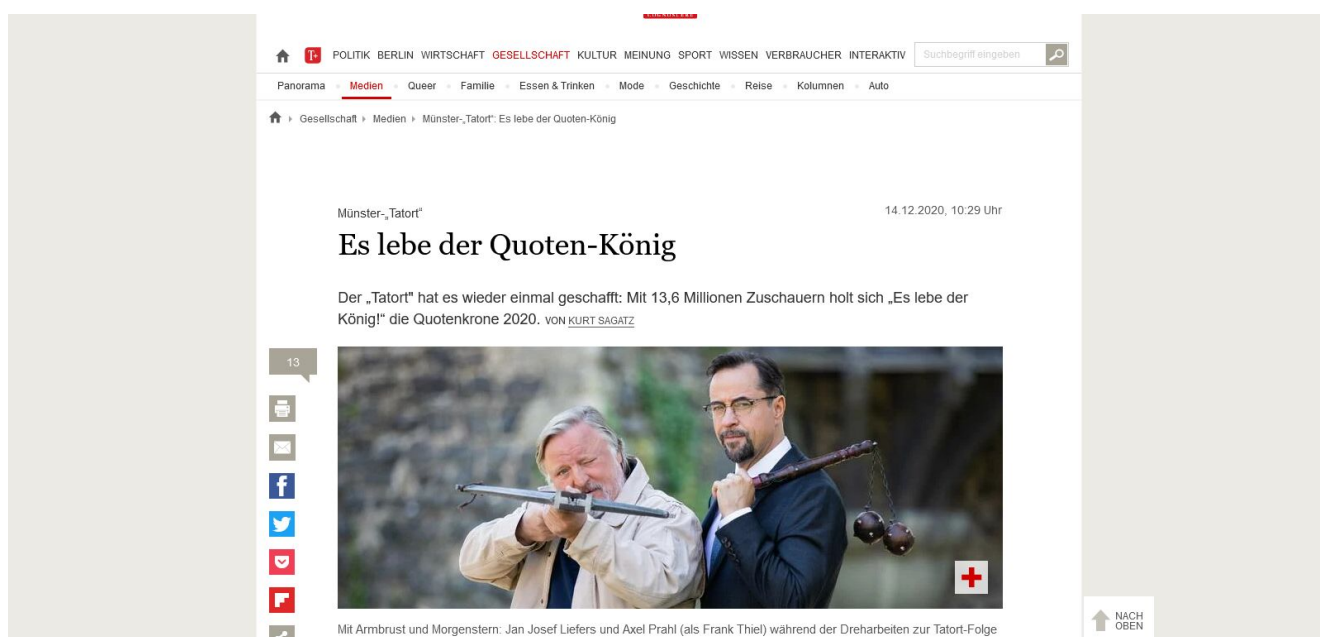 T+ POLITIK BERLIN WIRTSCHAFT GESELLSCHAFT KULTUR MEINUNG SPORT WISSEN VERBRAUCHER INTERAKTIV Suchbegriff eingeben
Panorama Medien Queer Familie Essen & Trinken Mode Geschichte Reise Kolumnen Auto
Gesellschaft Medien Münster-„Tatort“: Es lebe der Quoten-König
Münster-„Tatort“ 14.12.2020, 10:29 Uhr
Es lebe der Quoten-König
Der „Tatort" hat es wieder einmal geschafft: Mit 13,6 Millionen Zuschauern holt sich „Es lebe der
König!“ die Quotenkrone 2020. VON KURT SAGATZ
13
Mit Armbrust und Morgenstern: Jan Josef Liefers und Axel Prahl (als Frank Thiel) während der Dreharbeiten zur Tatort-Folge
NACH
OBEN